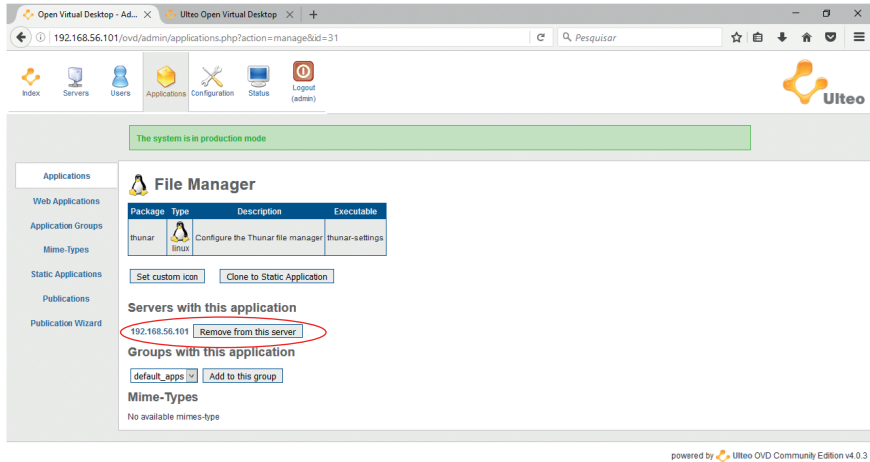 Open Virtual Desktop - Ad...
Ulteo Open Virtual Desktop
192.168.56.101/ovd/admin/applications.php?action=manage&id=31
Pesquisar
Index
Servers
Users
Applications
Configuration
Status
Logout
(admin)
Ulteo
The system is in production mode
Applications
Web Applications
Application Groups
Mime-Types
Static Applications
Publications
Publication Wizard
File Manager
Package Type Description Executable
thunar linux Configure the Thunar file manager thunar-settings
Set custom icon Clone to Static Application
Servers with this application
192.168.56.101 Remove from this server
Groups with this application
default_apps Add to this group
Mime-Types
No available mimes-type
powered by Ulteo OVD Community Edition v4.0.3